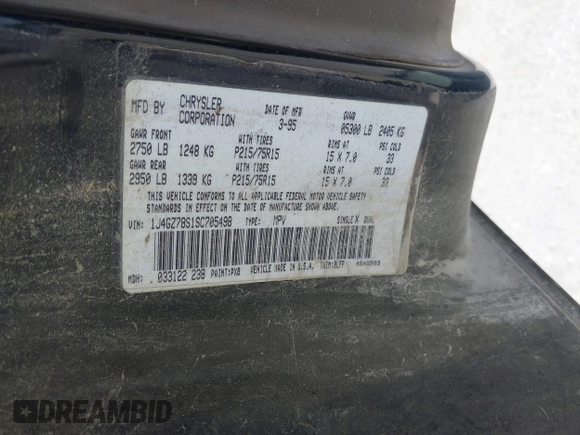 MFD BY CHRYSLER CORPORATION DATE OF MFR 3-95 GVWR 05300 LB 2405 KG
GAWR FRONT WITH TIRES RIMS AT PSI COLD
2750 LB 1248 KG P215/75R15 15 X 7.0 33
GAWR REAR WITH TIRES RIMS AT PSI COLD
2950 LB 1339 KG P215/75R15 15 X 7.0 33
THIS VEHICLE CONFORMS TO ALL APPLICABLE FEDERAL MOTOR VEHICLE SAFETY
STANDARDS IN EFFECT ON THE DATE OF MANUFACTURE SHOWN ABOVE.
VIN: 1J4GZ78S1SC705498 TYPE: MPV SINGLE X DUAL
MDH: 033122 238 PAINT:PX8 VEHICLE MADE IN U.S.A. TRIM:
DREAMBID